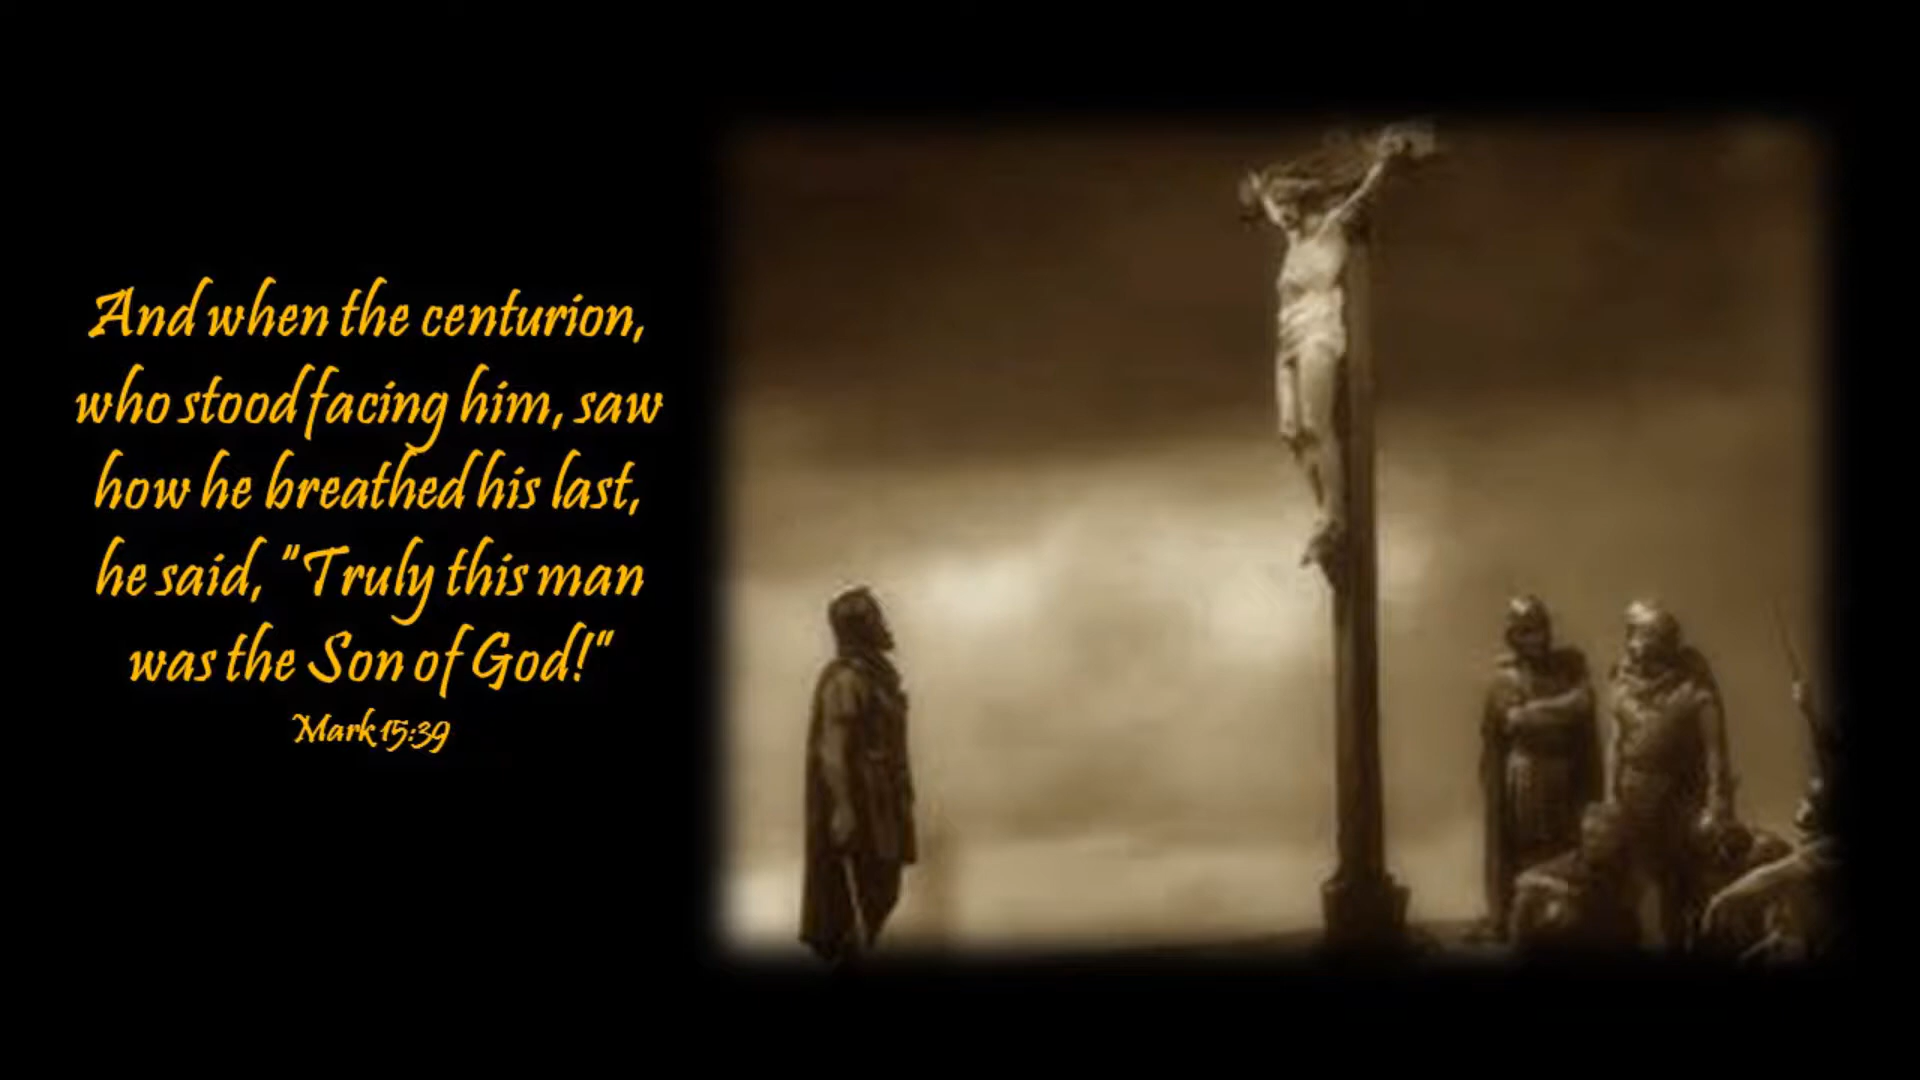 And when the centurion,
who stood facing him, saw
how he breathed his last,
he said, "Truly this man
was the Son of God!"
Mark 15:39